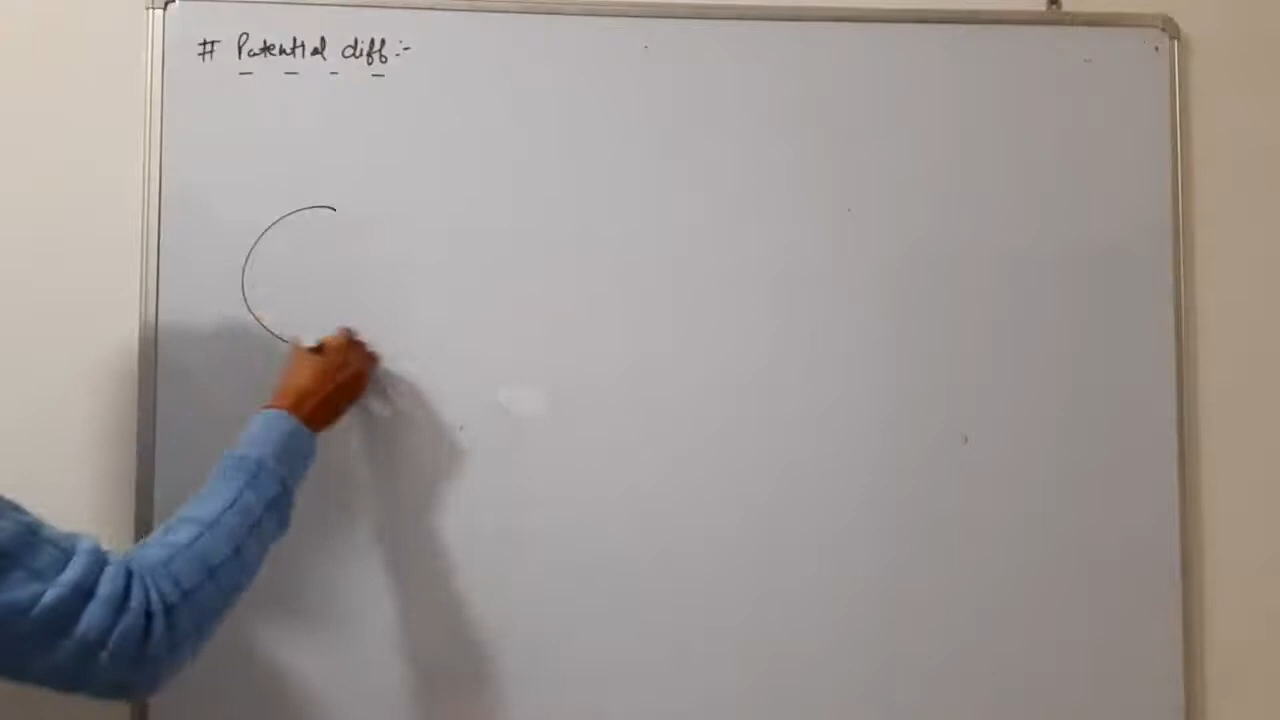 # Potential diff :-